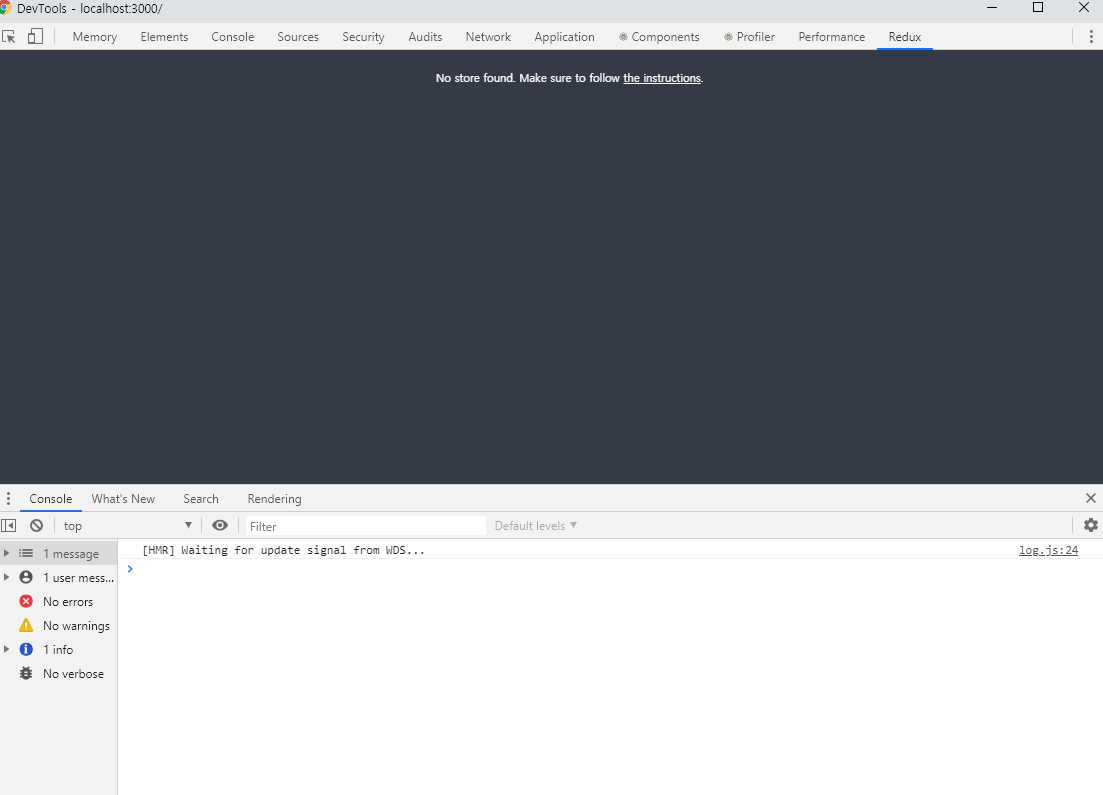 DevTools - localhost:3000/
Memory Elements Console Sources Security Audits Network Application Components Profiler Performance Redux
No store found. Make sure to follow the instructions.
Console What's New Search Rendering
top Filter Default levels
1 message
[HMR] Waiting for update signal from WDS... log.js:24
1 user mess...
No errors
No warnings
1 info
No verbose